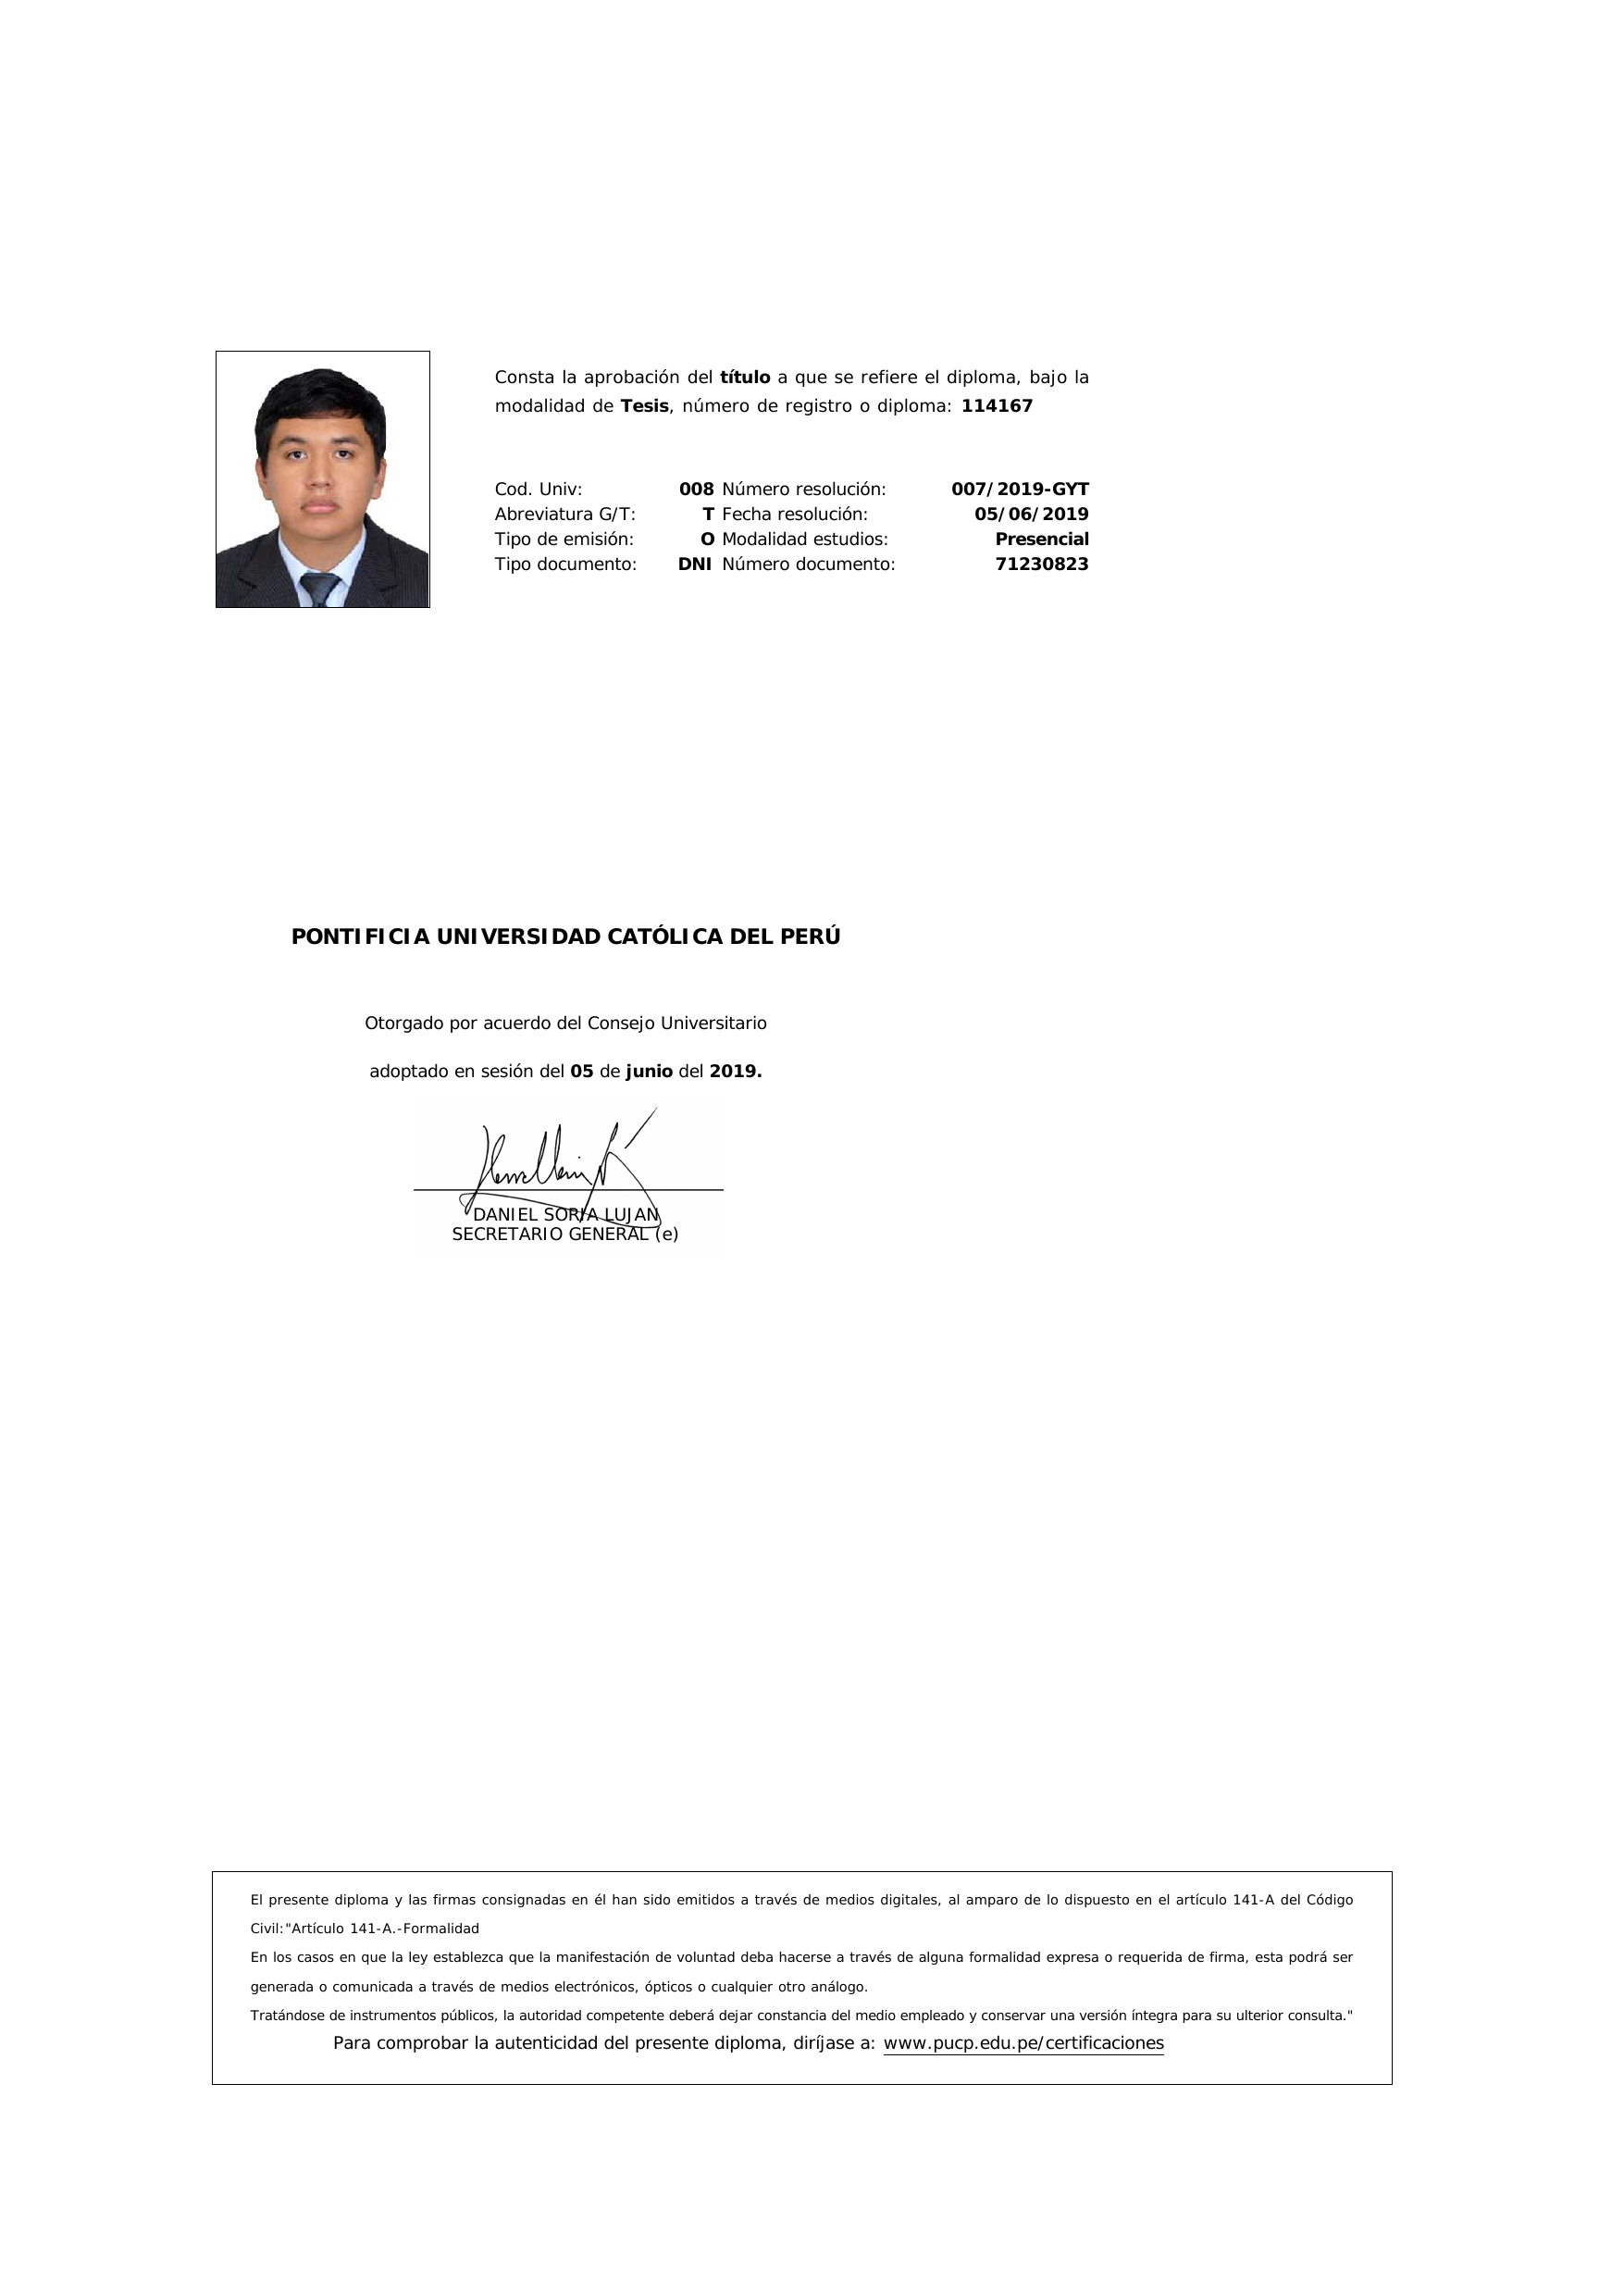 Consta la aprobación del título a que se refiere el diploma, bajo la
modalidad de Tesis, número de registro o diploma: 114167
Cod. Univ: 008 Número resolución: 007/2019-GYT
Abreviatura G/T: T Fecha resolución: 05/06/2019
Tipo de emisión: O Modalidad estudios: Presencial
Tipo documento: DNI Número documento: 71230823
PONTIFICIA UNIVERSIDAD CATÓLICA DEL PERÚ
Otorgado por acuerdo del Consejo Universitario
adoptado en sesión del 05 de junio del 2019.
DANIEL SORIA LUJAN
SECRETARIO GENERAL (e)
El presente diploma y las firmas consignadas en él han sido emitidos a través de medios digitales, al amparo de lo dispuesto en el artículo 141-A del Código
Civil:"Artículo 141-A.-Formalidad
En los casos en que la ley establezca que la manifestación de voluntad deba hacerse a través de alguna formalidad expresa o requerida de firma, esta podrá ser
generada o comunicada a través de medios electrónicos, ópticos o cualquier otro análogo.
Tratándose de instrumentos públicos, la autoridad competente deberá dejar constancia del medio empleado y conservar una versión íntegra para su ulterior consulta."
Para comprobar la autenticidad del presente diploma, diríjase a: www.pucp.edu.pe/certificaciones